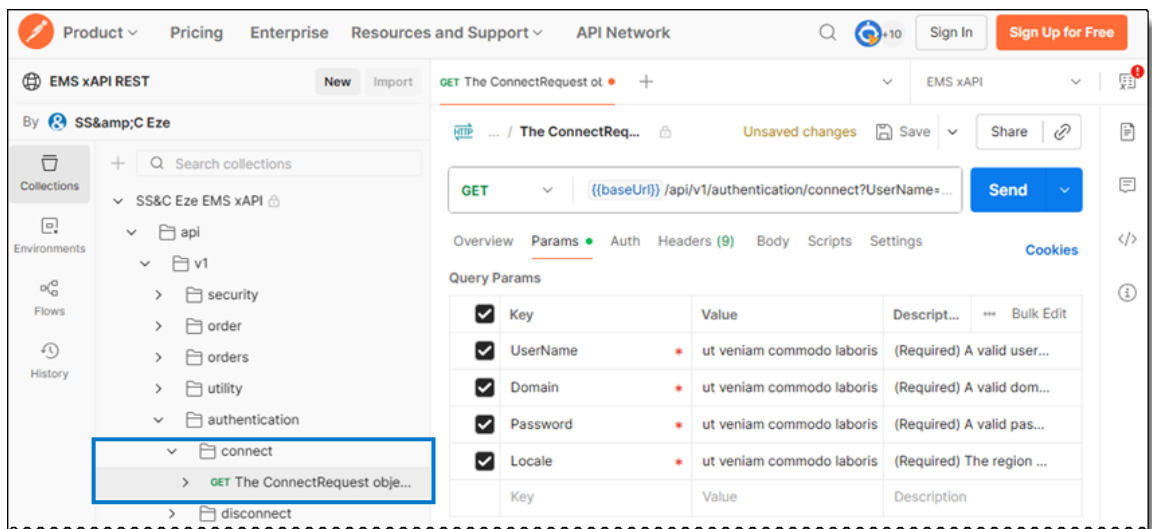 Product Pricing Enterprise Resources and Support API Network +10 Sign In Sign Up for Free
EMS xAPI REST New Import
GET The ConnectRequest ob
EMS xAPI
By SS&amp;C Eze
HTTP ... / The ConnectReq... Unsaved changes Save Share
Collections
Environments
Flows
History
Search collections
SS&C Eze EMS xAPI
api
v1
security
order
orders
utility
authentication
connect
GET The ConnectRequest obje...
disconnect
GET {{baseUrl}} /api/v1/authentication/connect?UserName=... Send
Overview Params Auth Headers (9) Body Scripts Settings Cookies
Query Params
Key Value Descript... Bulk Edit
UserName * ut veniam commodo laboris (Required) A valid user...
Domain * ut veniam commodo laboris (Required) A valid dom...
Password * ut veniam commodo laboris (Required) A valid pas...
Locale * ut veniam commodo laboris (Required) The region ...
Key Value Description